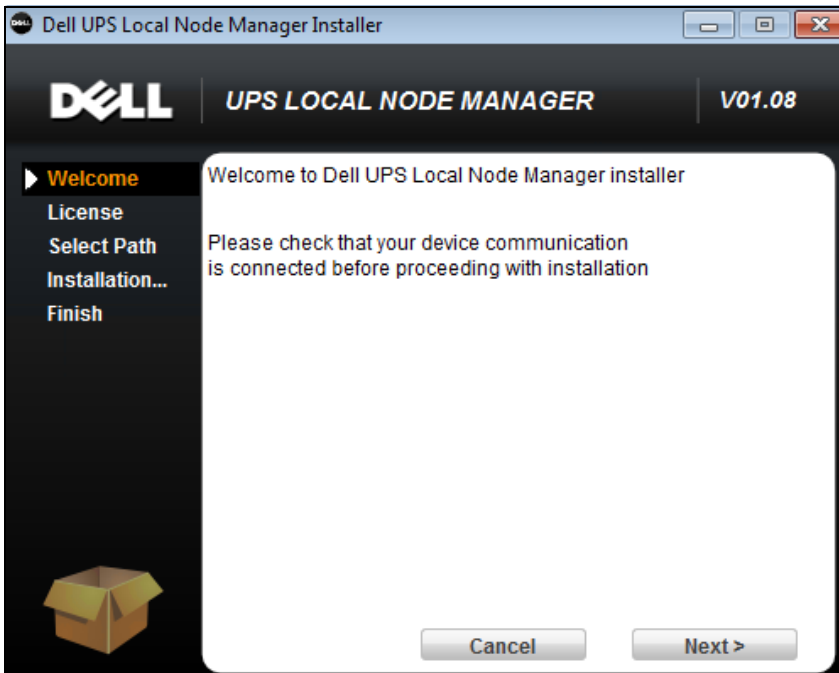 Dell UPS Local Node Manager Installer
DELL UPS LOCAL NODE MANAGER V01.08
Welcome
License
Select Path
Installation...
Finish
Welcome to Dell UPS Local Node Manager installer
Please check that your device communication
is connected before proceeding with installation
Cancel Next >